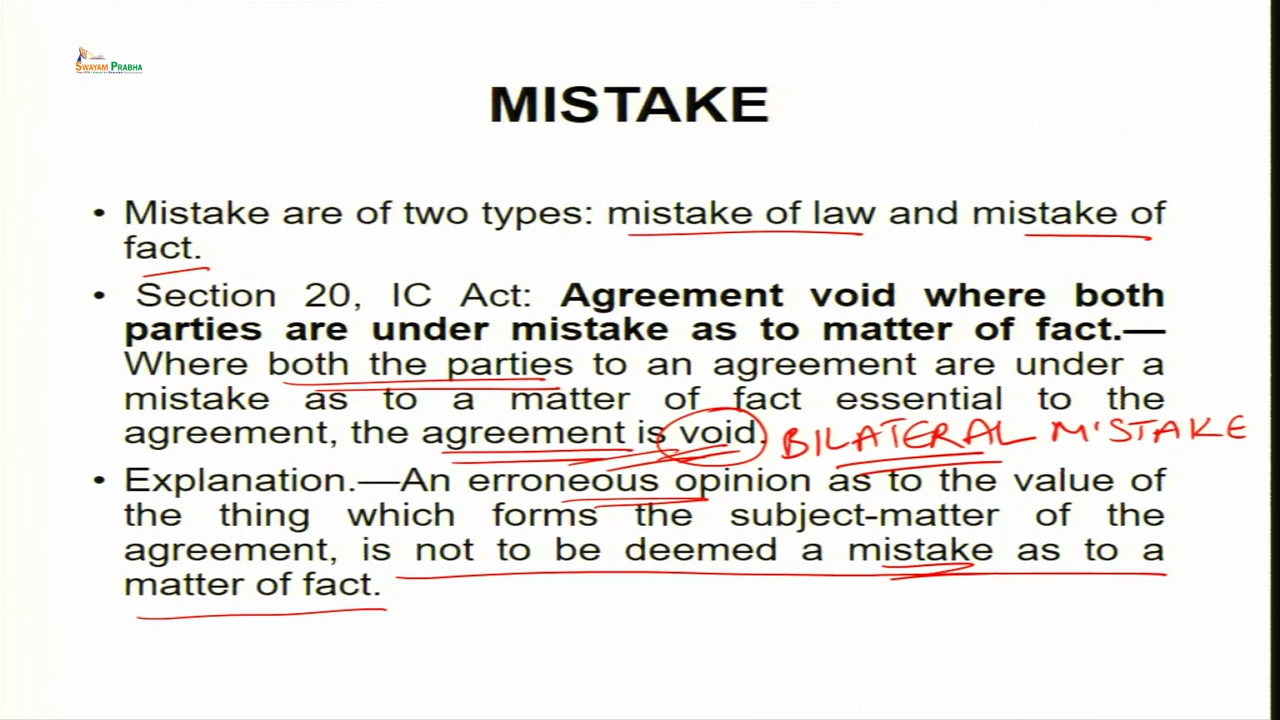 SWAYAM PRABHA
MISTAKE
• Mistake are of two types: mistake of law and mistake of
fact.
• Section 20, IC Act: Agreement void where both
parties are under mistake as to matter of fact.—
Where both the parties to an agreement are under a
mistake as to a matter of fact essential to the
agreement, the agreement is void. BILATERAL MISTAKE
• Explanation.—An erroneous opinion as to the value of
the thing which forms the subject-matter of the
agreement, is not to be deemed a mistake as to a
matter of fact.